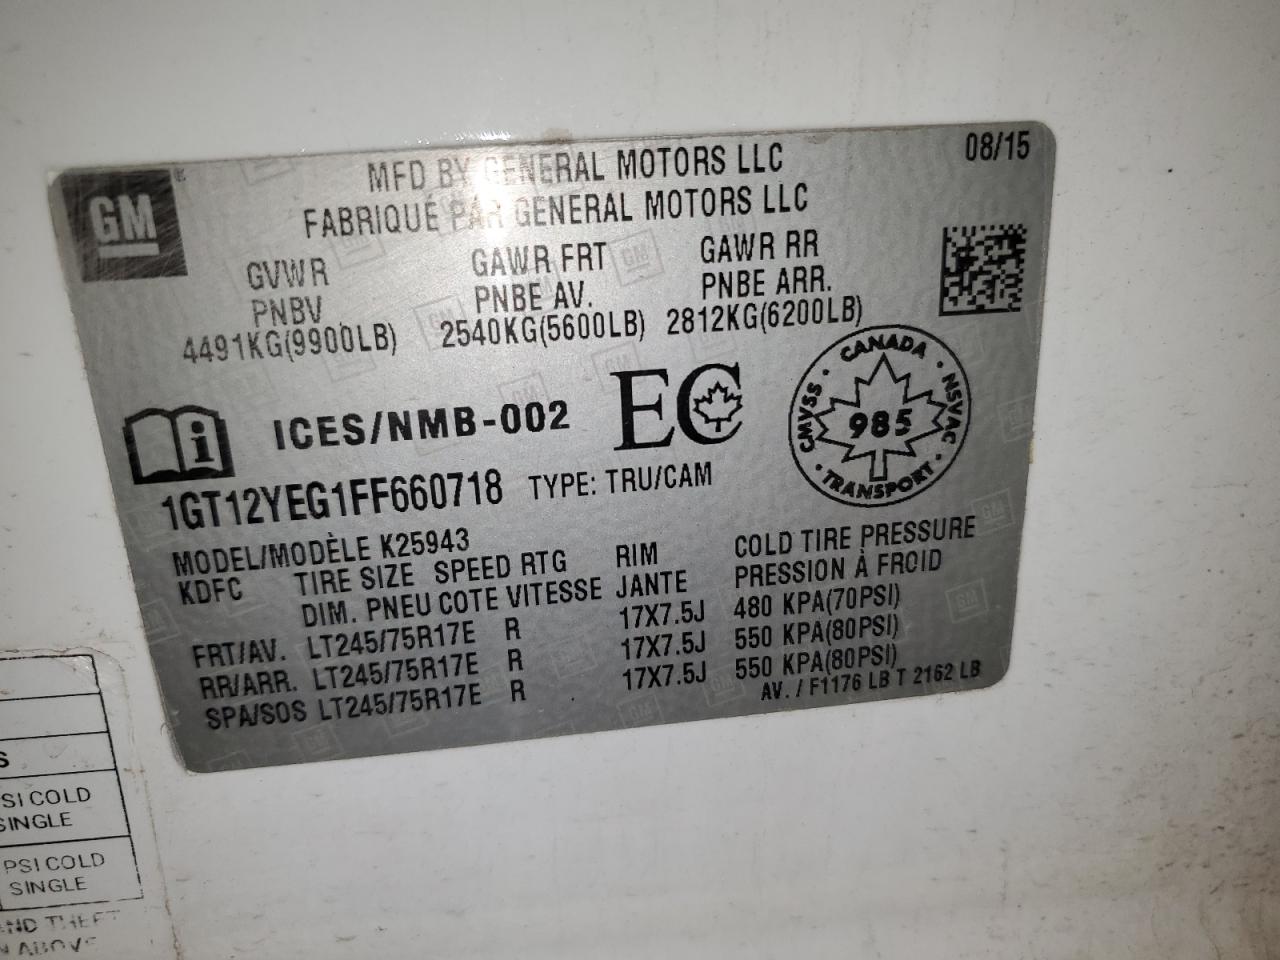 GM
MFD BY GENERAL MOTORS LLC
08/15
FABRIQUÉ PAR GENERAL MOTORS LLC
GVWR GAWR FRT GAWR RR
PNBV PNBE AV. PNBE ARR.
4491KG(9900LB) 2540KG(5600LB) 2812KG(6200LB)
ICES/NMB-002 EC
CANADA
CMVSS 985 NSVAC
TRANSPORT
1GT12YEG1FF660718 TYPE: TRU/CAM
MODEL/MODÈLE K25943
KDFC TIRE SIZE SPEED RTG RIM COLD TIRE PRESSURE
DIM. PNEU COTE VITESSE JANTE PRESSION À FROID
FRT/AV. LT245/75R17E R 17X7.5J 480 KPA(70PSI)
RR/ARR. LT245/75R17E R 17X7.5J 550 KPA(80PSI)
SPA/SOS LT245/75R17E R 17X7.5J 550 KPA(80PSI)
AV. / F1176 LB T 2162 LB
S
SI COLD
SINGLE
PSI COLD
SINGLE
AND THEFT
N ABOVE